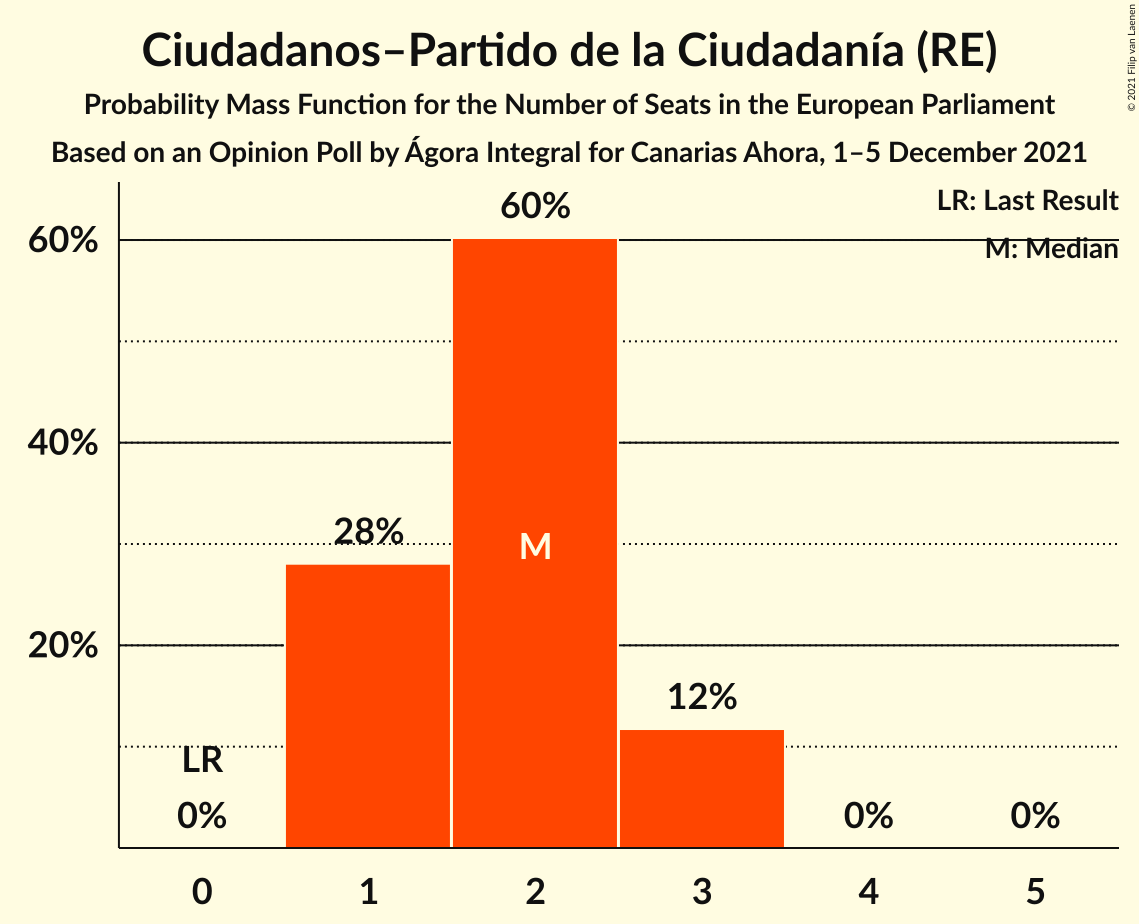 Ciudadanos–Partido de la Ciudadanía (RE)
Probability Mass Function for the Number of Seats in the European Parliament
Based on an Opinion Poll by Ágora Integral for Canarias Ahora, 1–5 December 2021
© 2021 Filip van Laenen
LR: Last Result
M: Median
60%
40%
20%
60%
28%
M
12%
LR
0%
0%
0%
0 1 2 3 4 5